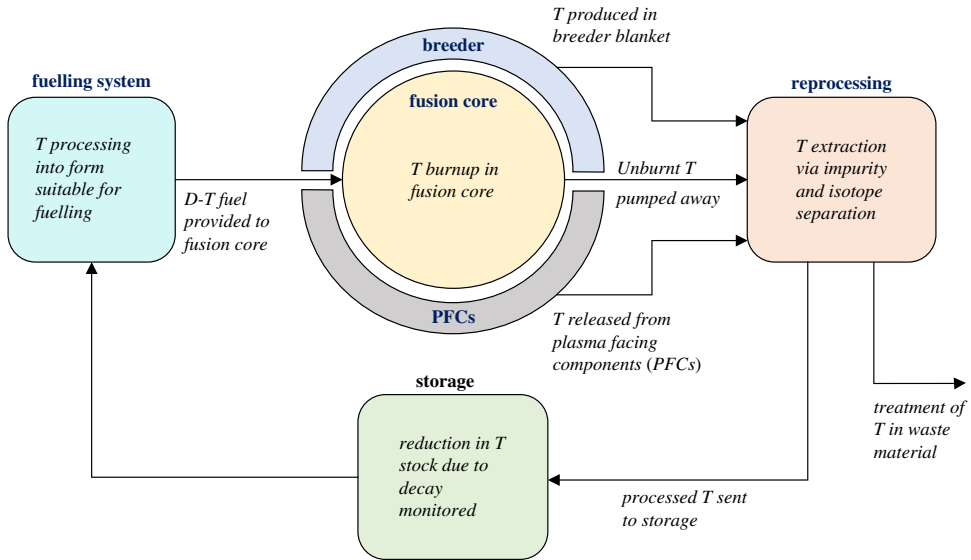 T produced in
breeder blanket
breeder
fuelling system
fusion core
reprocessing
T processing
into form
suitable for
fuelling
T burnup in
fusion core
Unburnt T
pumped away
T extraction
via impurity
and isotope
separation
D-T fuel
provided to
fusion core
PFCs
T released from
plasma facing
components (PFCs)
storage
reduction in T
stock due to
decay
monitored
treatment of
T in waste
material
processed T sent
to storage